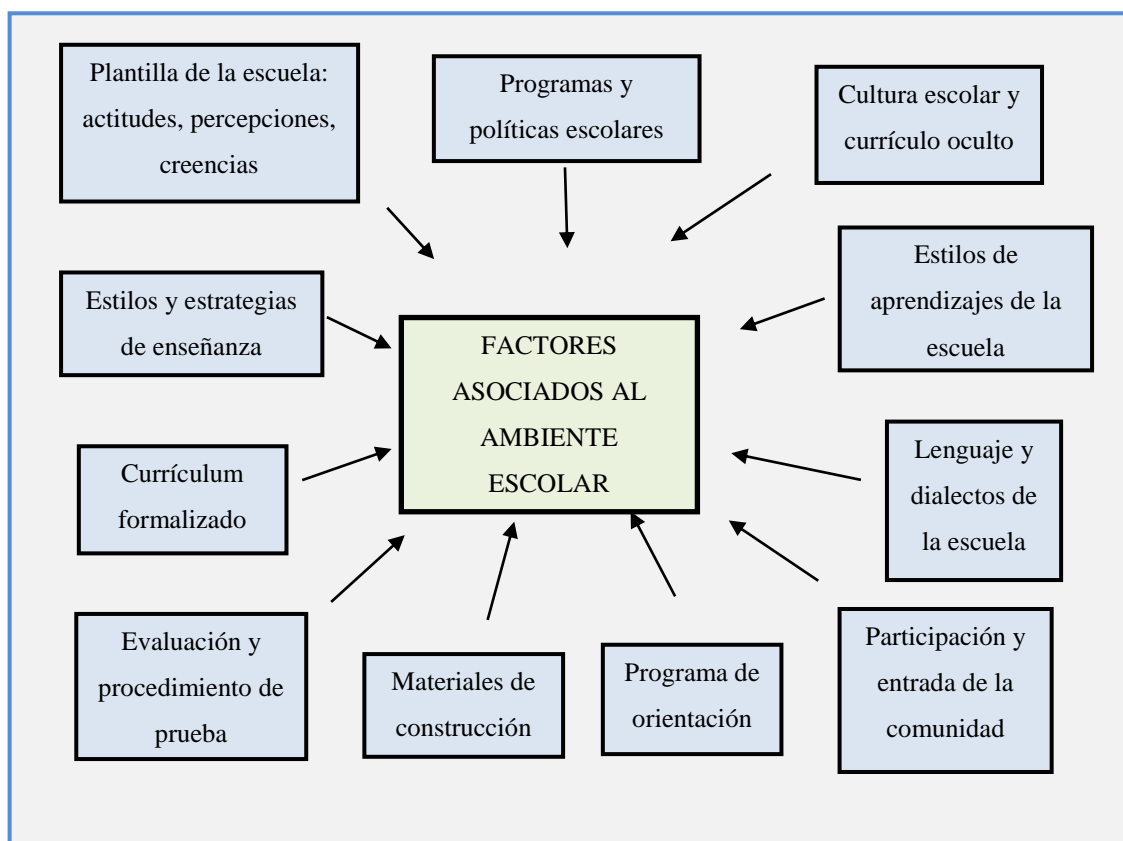 Plantilla de la escuela:
actitudes, percepciones,
creencias
Programas y
políticas escolares
Cultura escolar y
currículo oculto
Estilos y estrategias
de enseñanza
FACTORES
ASOCIADOS AL
AMBIENTE
ESCOLAR
Estilos de
aprendizajes de la
escuela
Currículum
formalizado
Lenguaje y
dialectos de
la escuela
Evaluación y
procedimiento de
prueba
Materiales de
construcción
Programa de
orientación
Participación y
entrada de la
comunidad